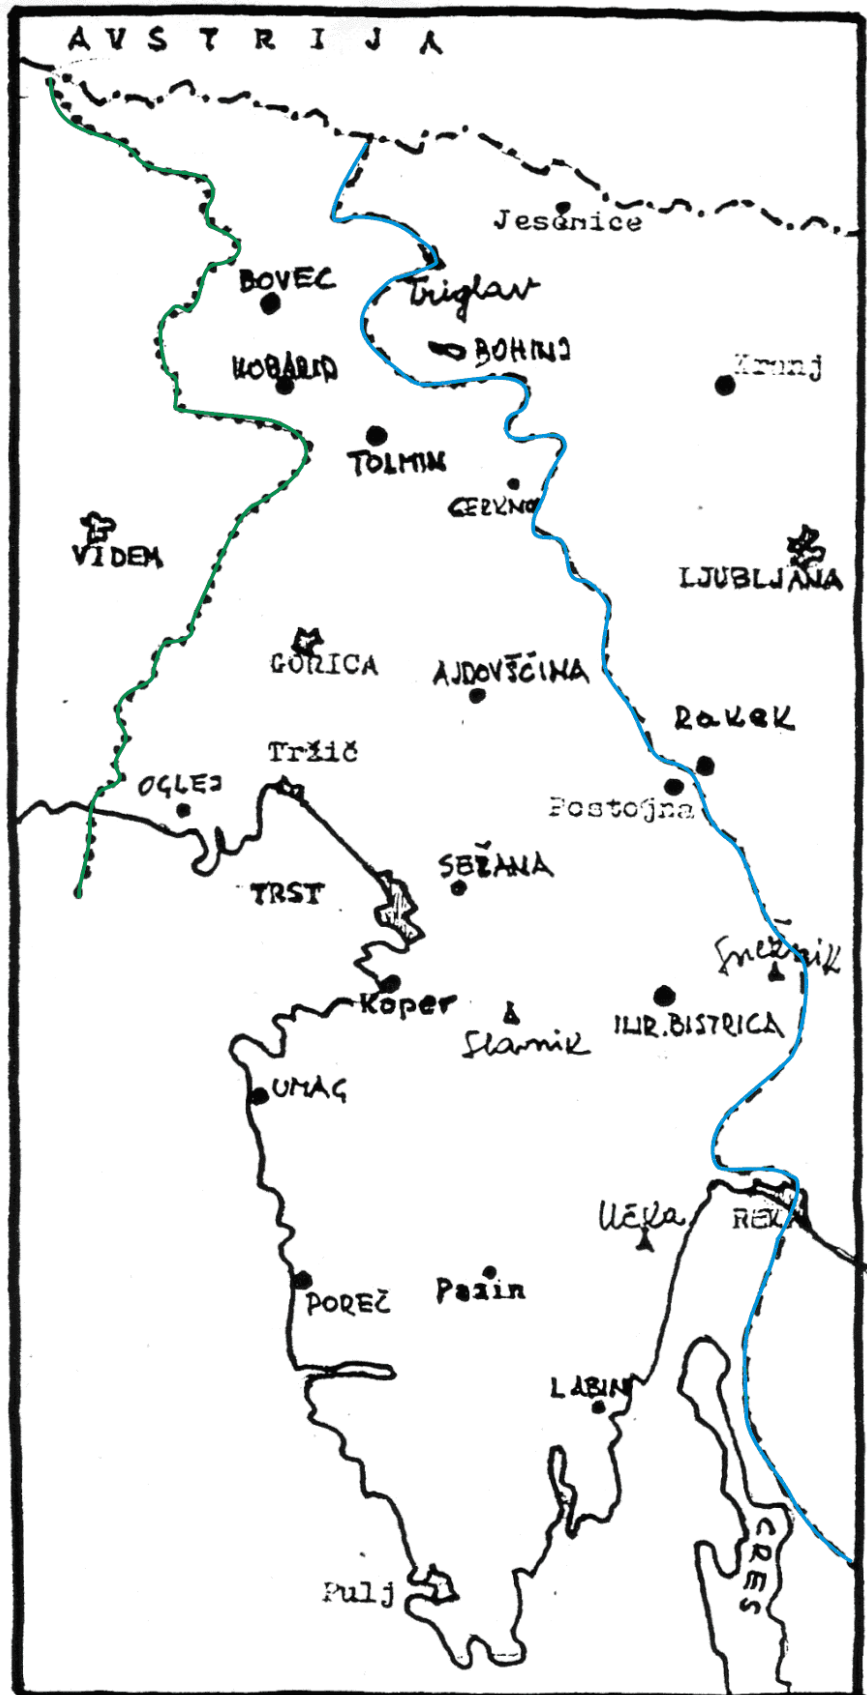 AVSTRIJA
Jesenice
BOVEC
Triglav
BOHINJ
KOBARID
Kranj
TOLMIN
CERKNO
VIDEM
LJUBLJANA
GORICA
AJDOVŠČINA
Rakek
Tržič
OGLEJ
Postojna
SEŽANA
TRST
Snežnik
Koper
Slavnik
ILIR.BISTRICA
UMAG
Učka
REKA
POREČ
Pazin
LABIN
CRES
Pulj